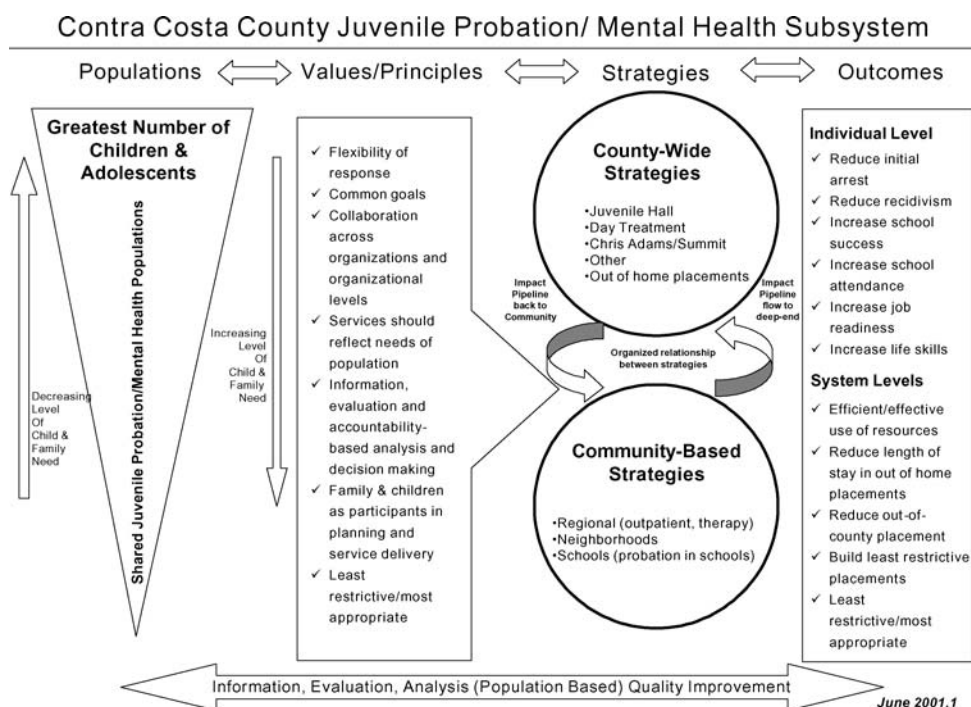 Contra Costa County Juvenile Probation/ Mental Health Subsystem
Populations
Values/Principles
Strategies
Outcomes
Greatest Number of
Children &
Adolescents
Shared Juvenile Probation/Mental Health Populations
Decreasing
Level
Of
Child &
Family
Need
Increasing
Level
Of
Child &
Family
Need
✓ Flexibility of
response
✓ Common goals
✓ Collaboration
across
organizations and
organizational
levels
✓ Services should
reflect needs of
population
✓ Information,
evaluation and
accountability-
based analysis and
decision making
✓ Family & children
as participants in
planning and
service delivery
✓ Least
restrictive/most
appropriate
County-Wide
Strategies
•Juvenile Hall
•Day Treatment
•Chris Adams/Summit
•Other
•Out of home placements
Impact
Pipeline
back to
Community
Impact
Pipeline
flow to
deep-end
Organized relationship
between strategies
Community-Based
Strategies
•Regional (outpatient, therapy)
•Neighborhoods
•Schools (probation in schools)
Individual Level
✓ Reduce initial
arrest
✓ Reduce recidivism
✓ Increase school
success
✓ Increase school
attendance
✓ Increase job
readiness
✓ Increase life skills
System Levels
✓ Efficient/effective
use of resources
✓ Reduce length of
stay in out of home
placements
✓ Reduce out-of-
county placement
✓ Build least restrictive
placements
✓ Least
restrictive/most
appropriate
Information, Evaluation, Analysis (Population Based) Quality Improvement
June 2001.1